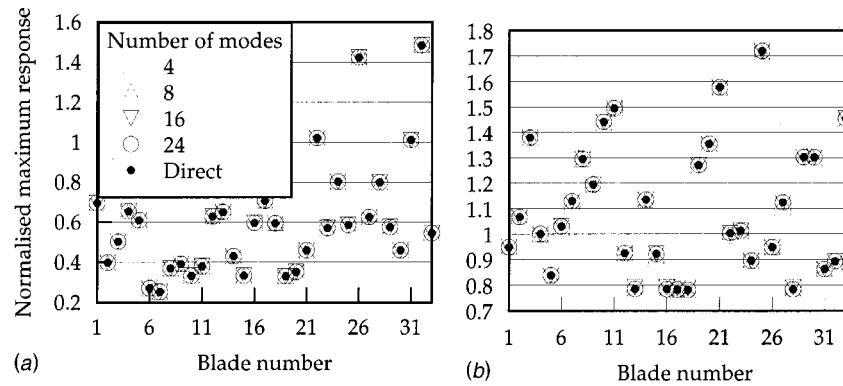 Normalised maximum response
1.6
1.4
1.2
1
0.8
0.6
0.4
0.2
Number of modes
4
8
16
24
Direct
1 6 11 16 21 26 31
Blade number
(a)
1.8
1.7
1.6
1.5
1.4
1.3
1.2
1.1
1
0.9
0.8
0.7
1 6 11 16 21 26 31
Blade number
(b)